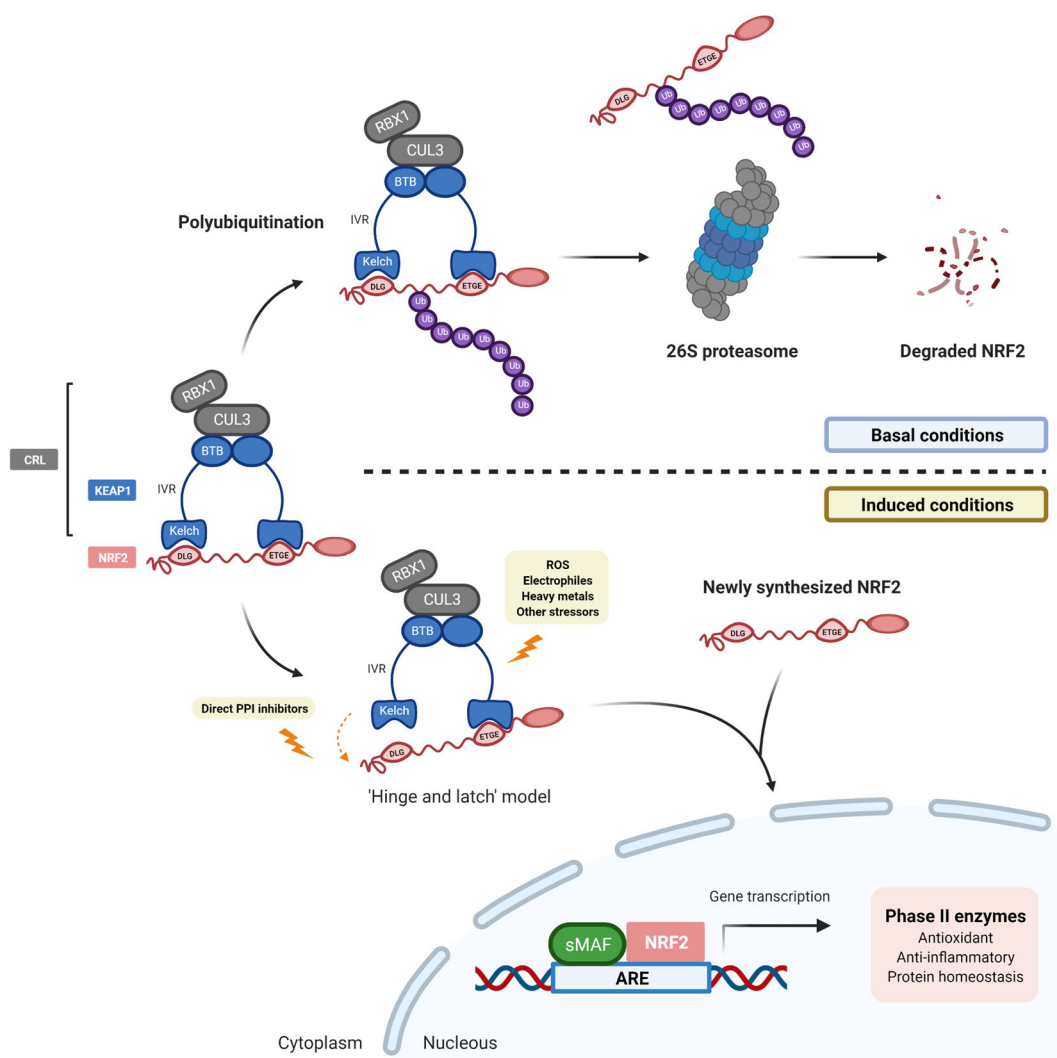 ETGE
DLG
Ub
Ub
Ub
Ub
Ub
Ub
Ub
Ub
RBX1
CUL3
BTB
IVR
Polyubiquitination
Kelch
DLG
ETGE
Ub
Ub
Ub
Ub
Ub
Ub
Ub
Ub
Ub
26S proteasome
Degraded NRF2
RBX1
CUL3
BTB
CRL
KEAP1
IVR
Kelch
NRF2
DLG
ETGE
Basal conditions
Induced conditions
RBX1
CUL3
BTB
IVR
Kelch
DLG
ETGE
ROS
Electrophiles
Heavy metals
Other stressors
Direct PPI inhibitors
'Hinge and latch' model
Newly synthesized NRF2
DLG
ETGE
Gene transcription
sMAF
NRF2
ARE
Phase II enzymes
Antioxidant
Anti-inflammatory
Protein homeostasis
Cytoplasm
Nucleous